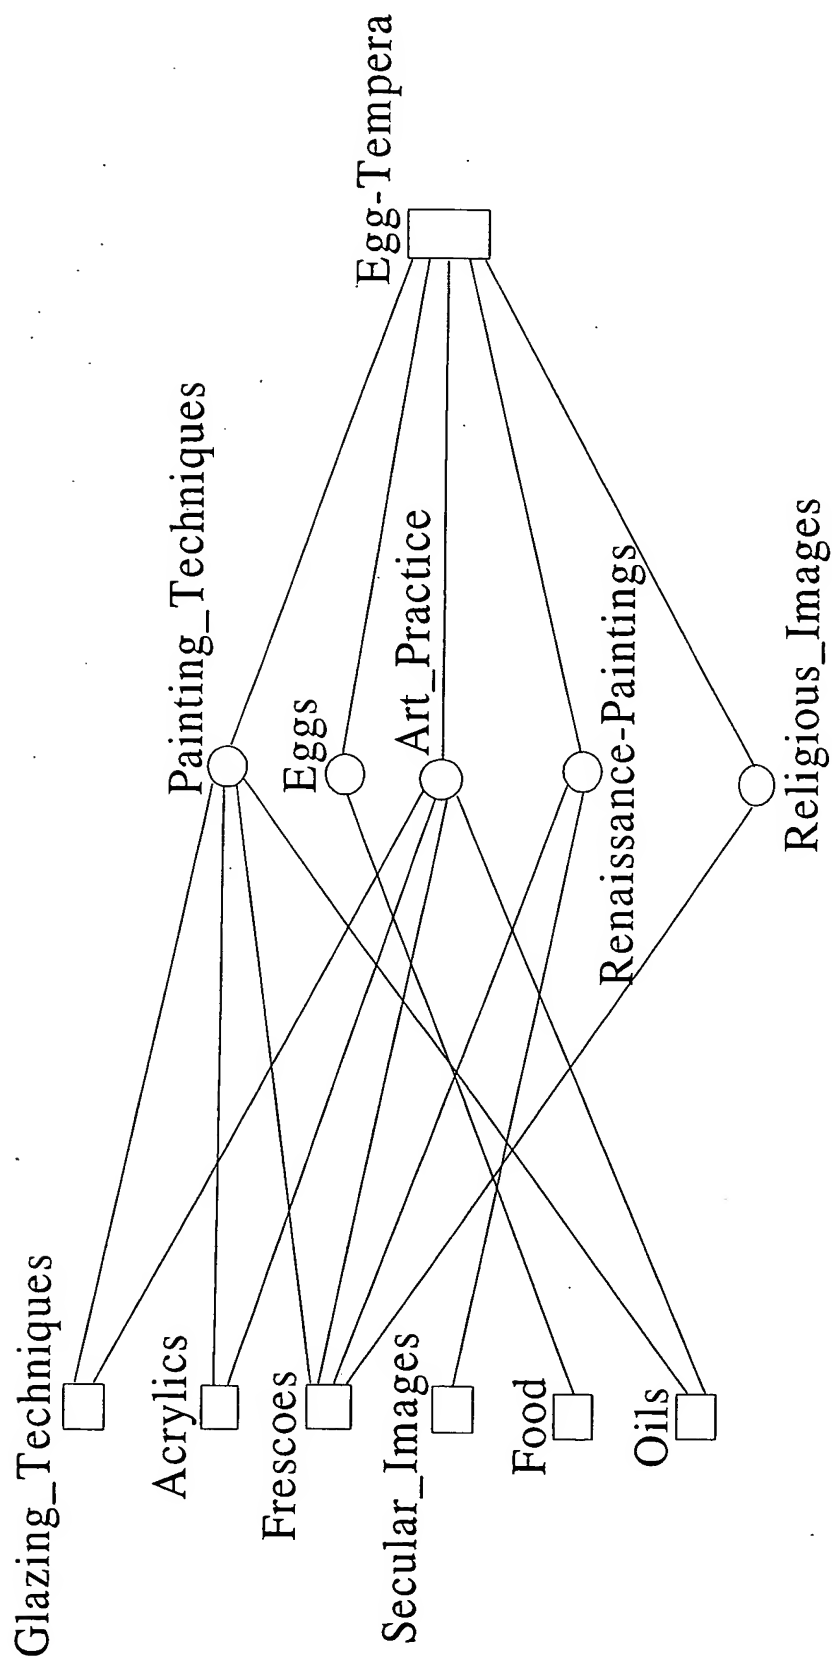 Glazing_Techniques
Acrylics
Frescoes
Secular_Images
Food
Oils
Painting_Techniques
Eggs
Art_Practice
Renaissance-Paintings
Religious_Images
Egg-Tempera